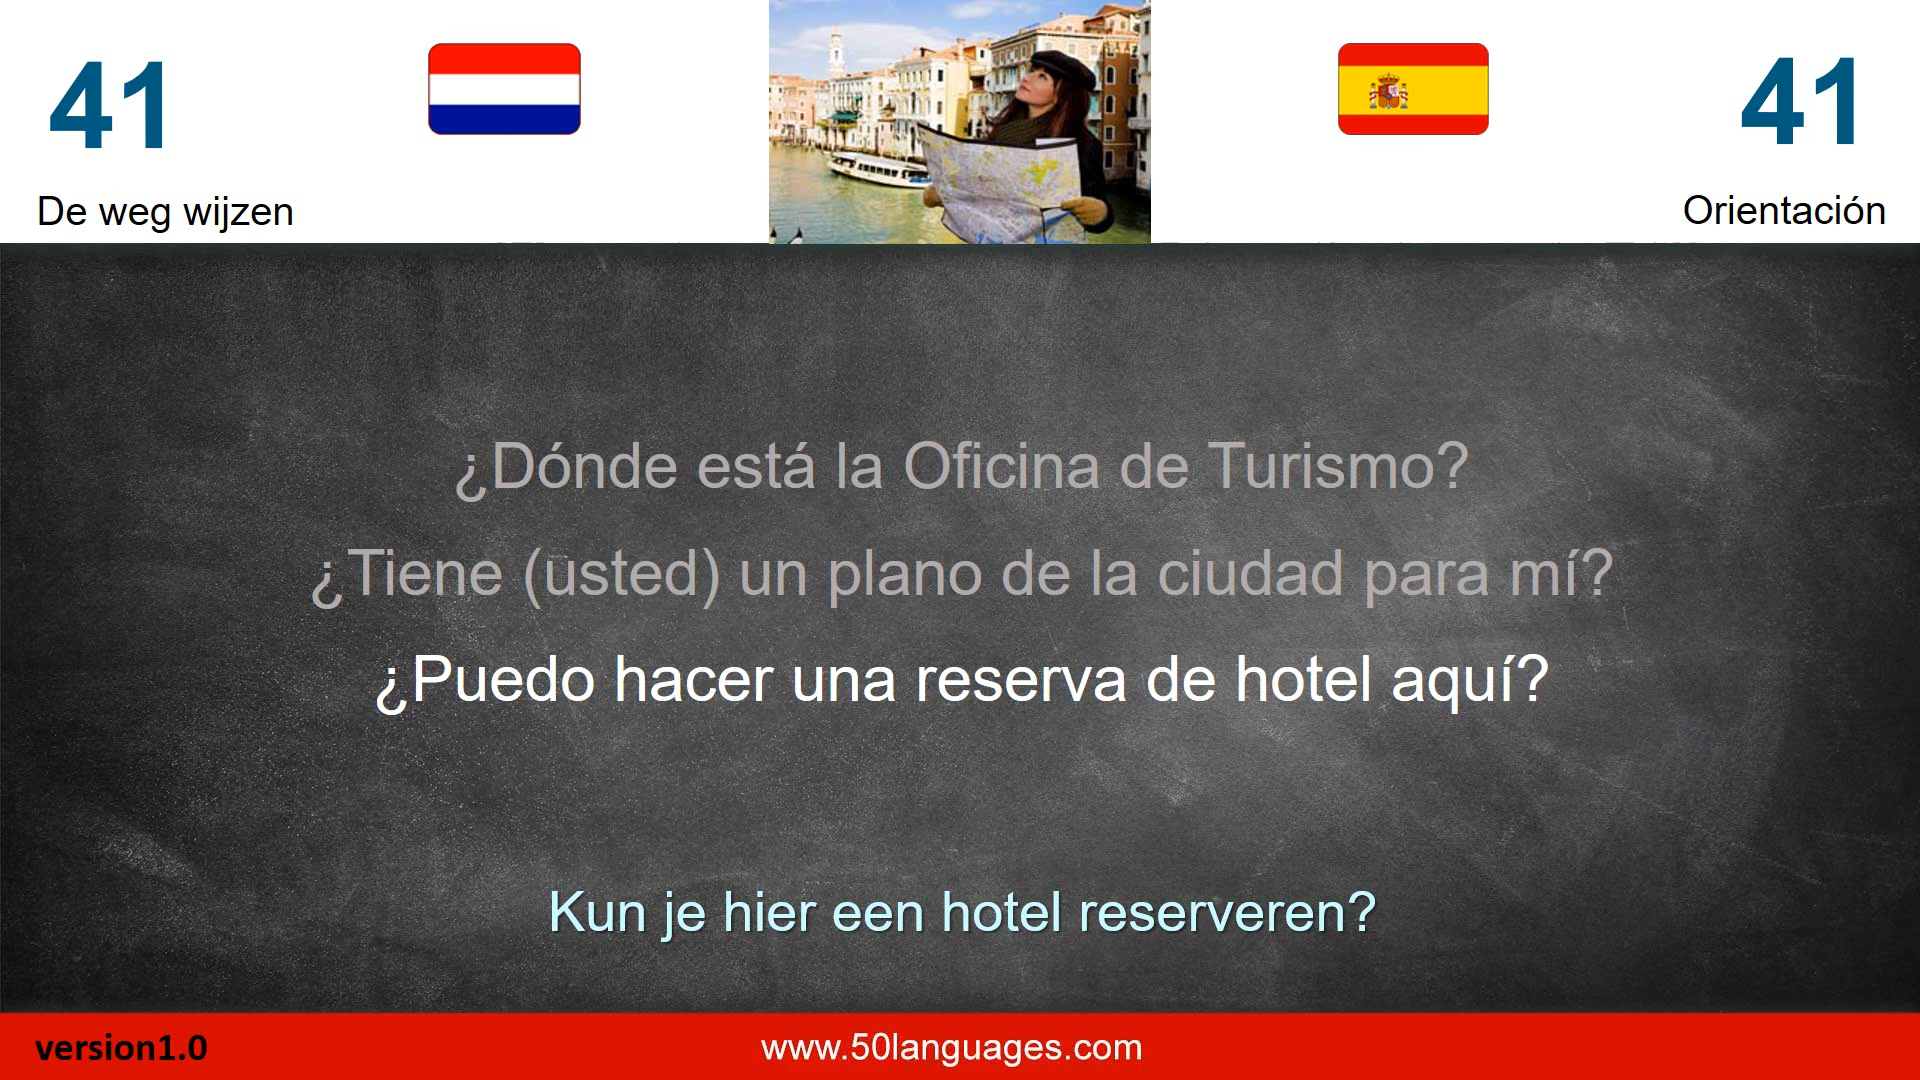 41
41
De weg wijzen
Orientación
¿Dónde está la Oficina de Turismo?
¿Tiene (usted) un plano de la ciudad para mí?
¿Puedo hacer una reserva de hotel aquí?
Kun je hier een hotel reserveren?
version1.0
www.50languages.com